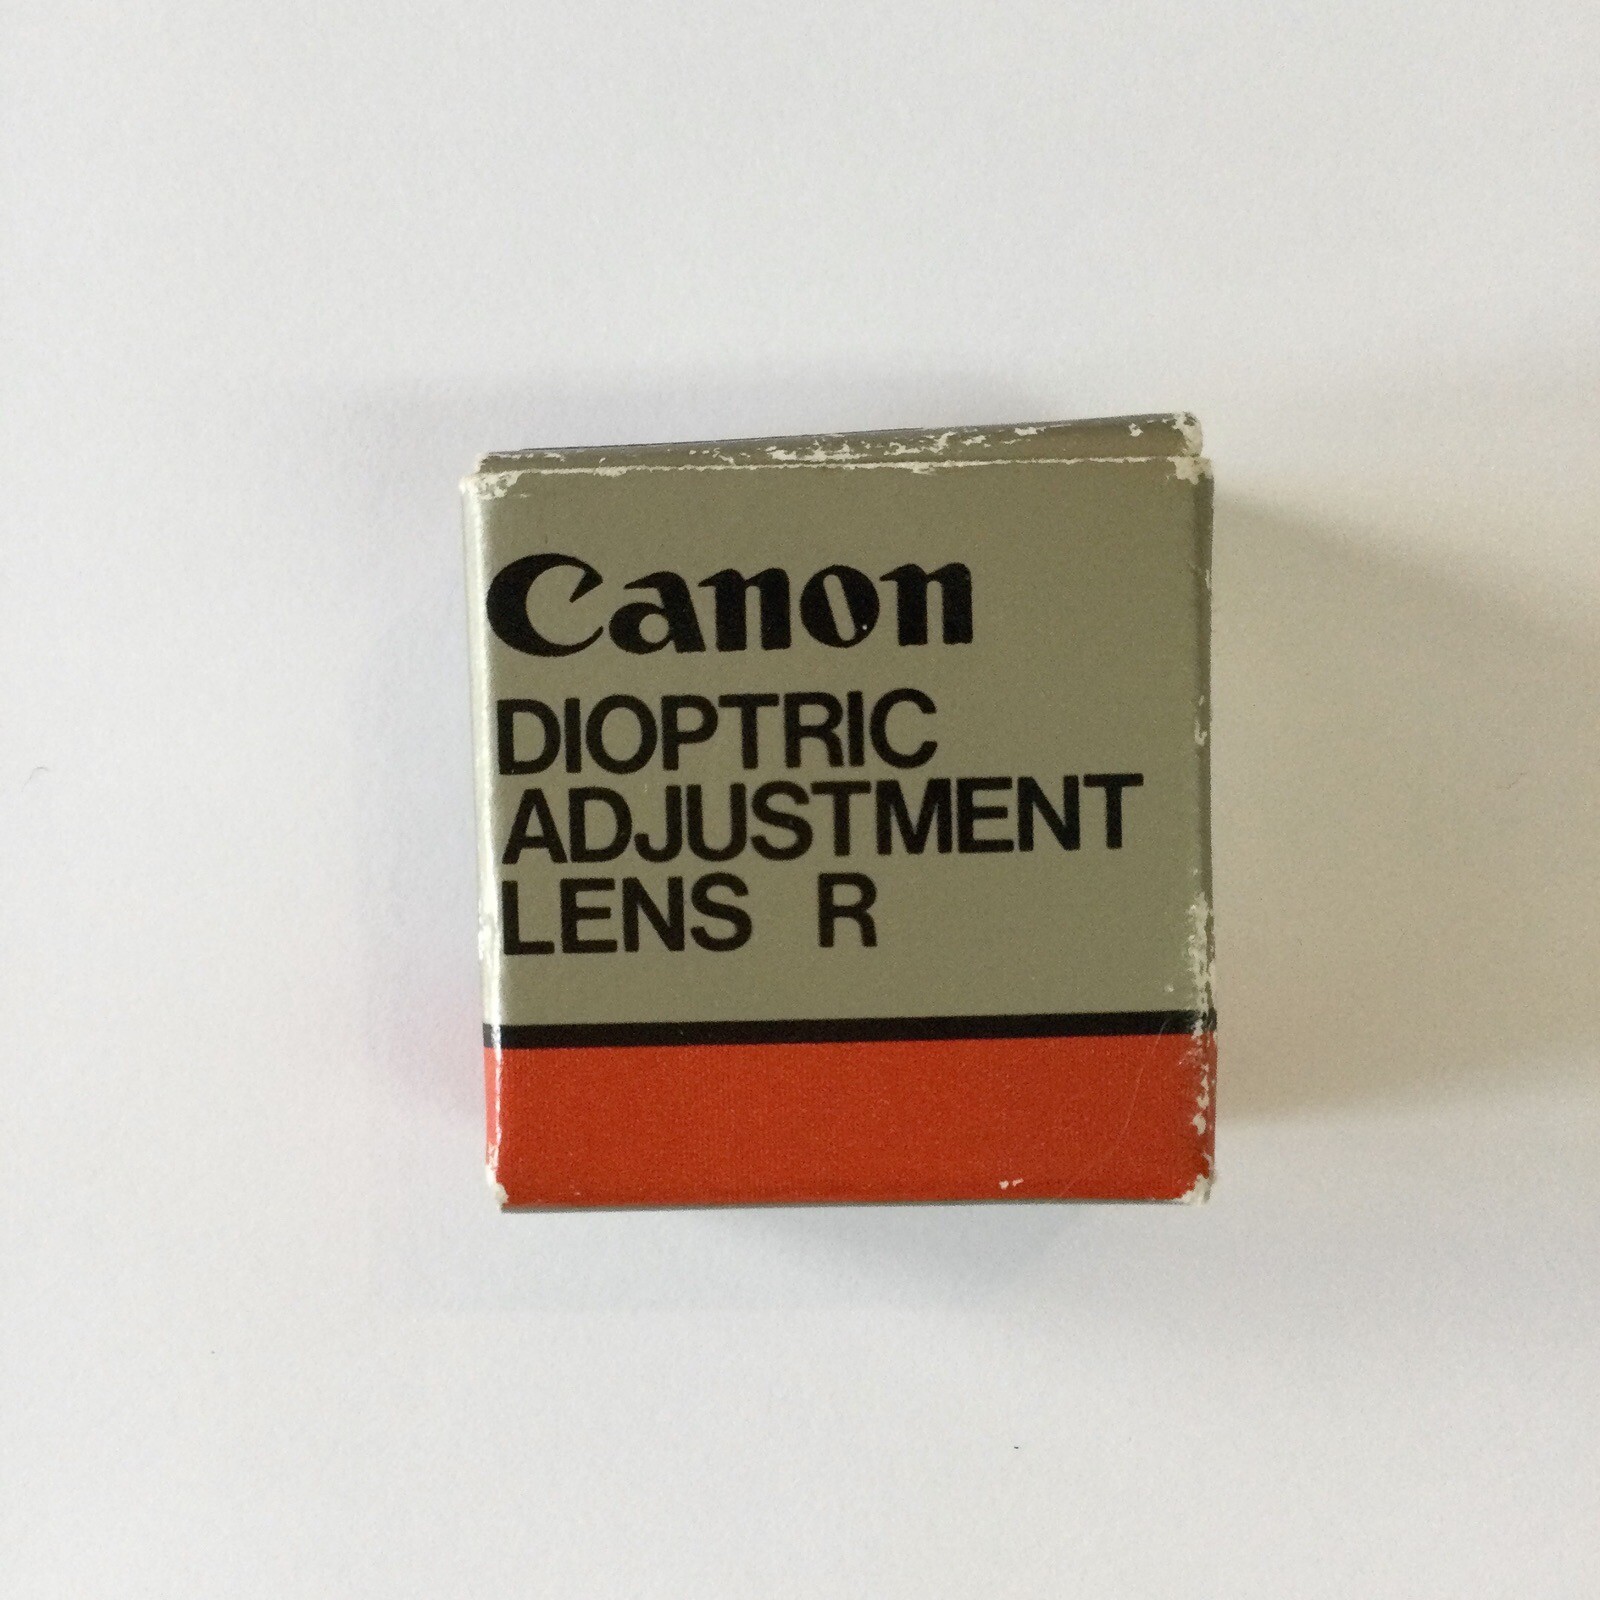 Canon
DIOPTRIC
ADJUSTMENT
LENS R